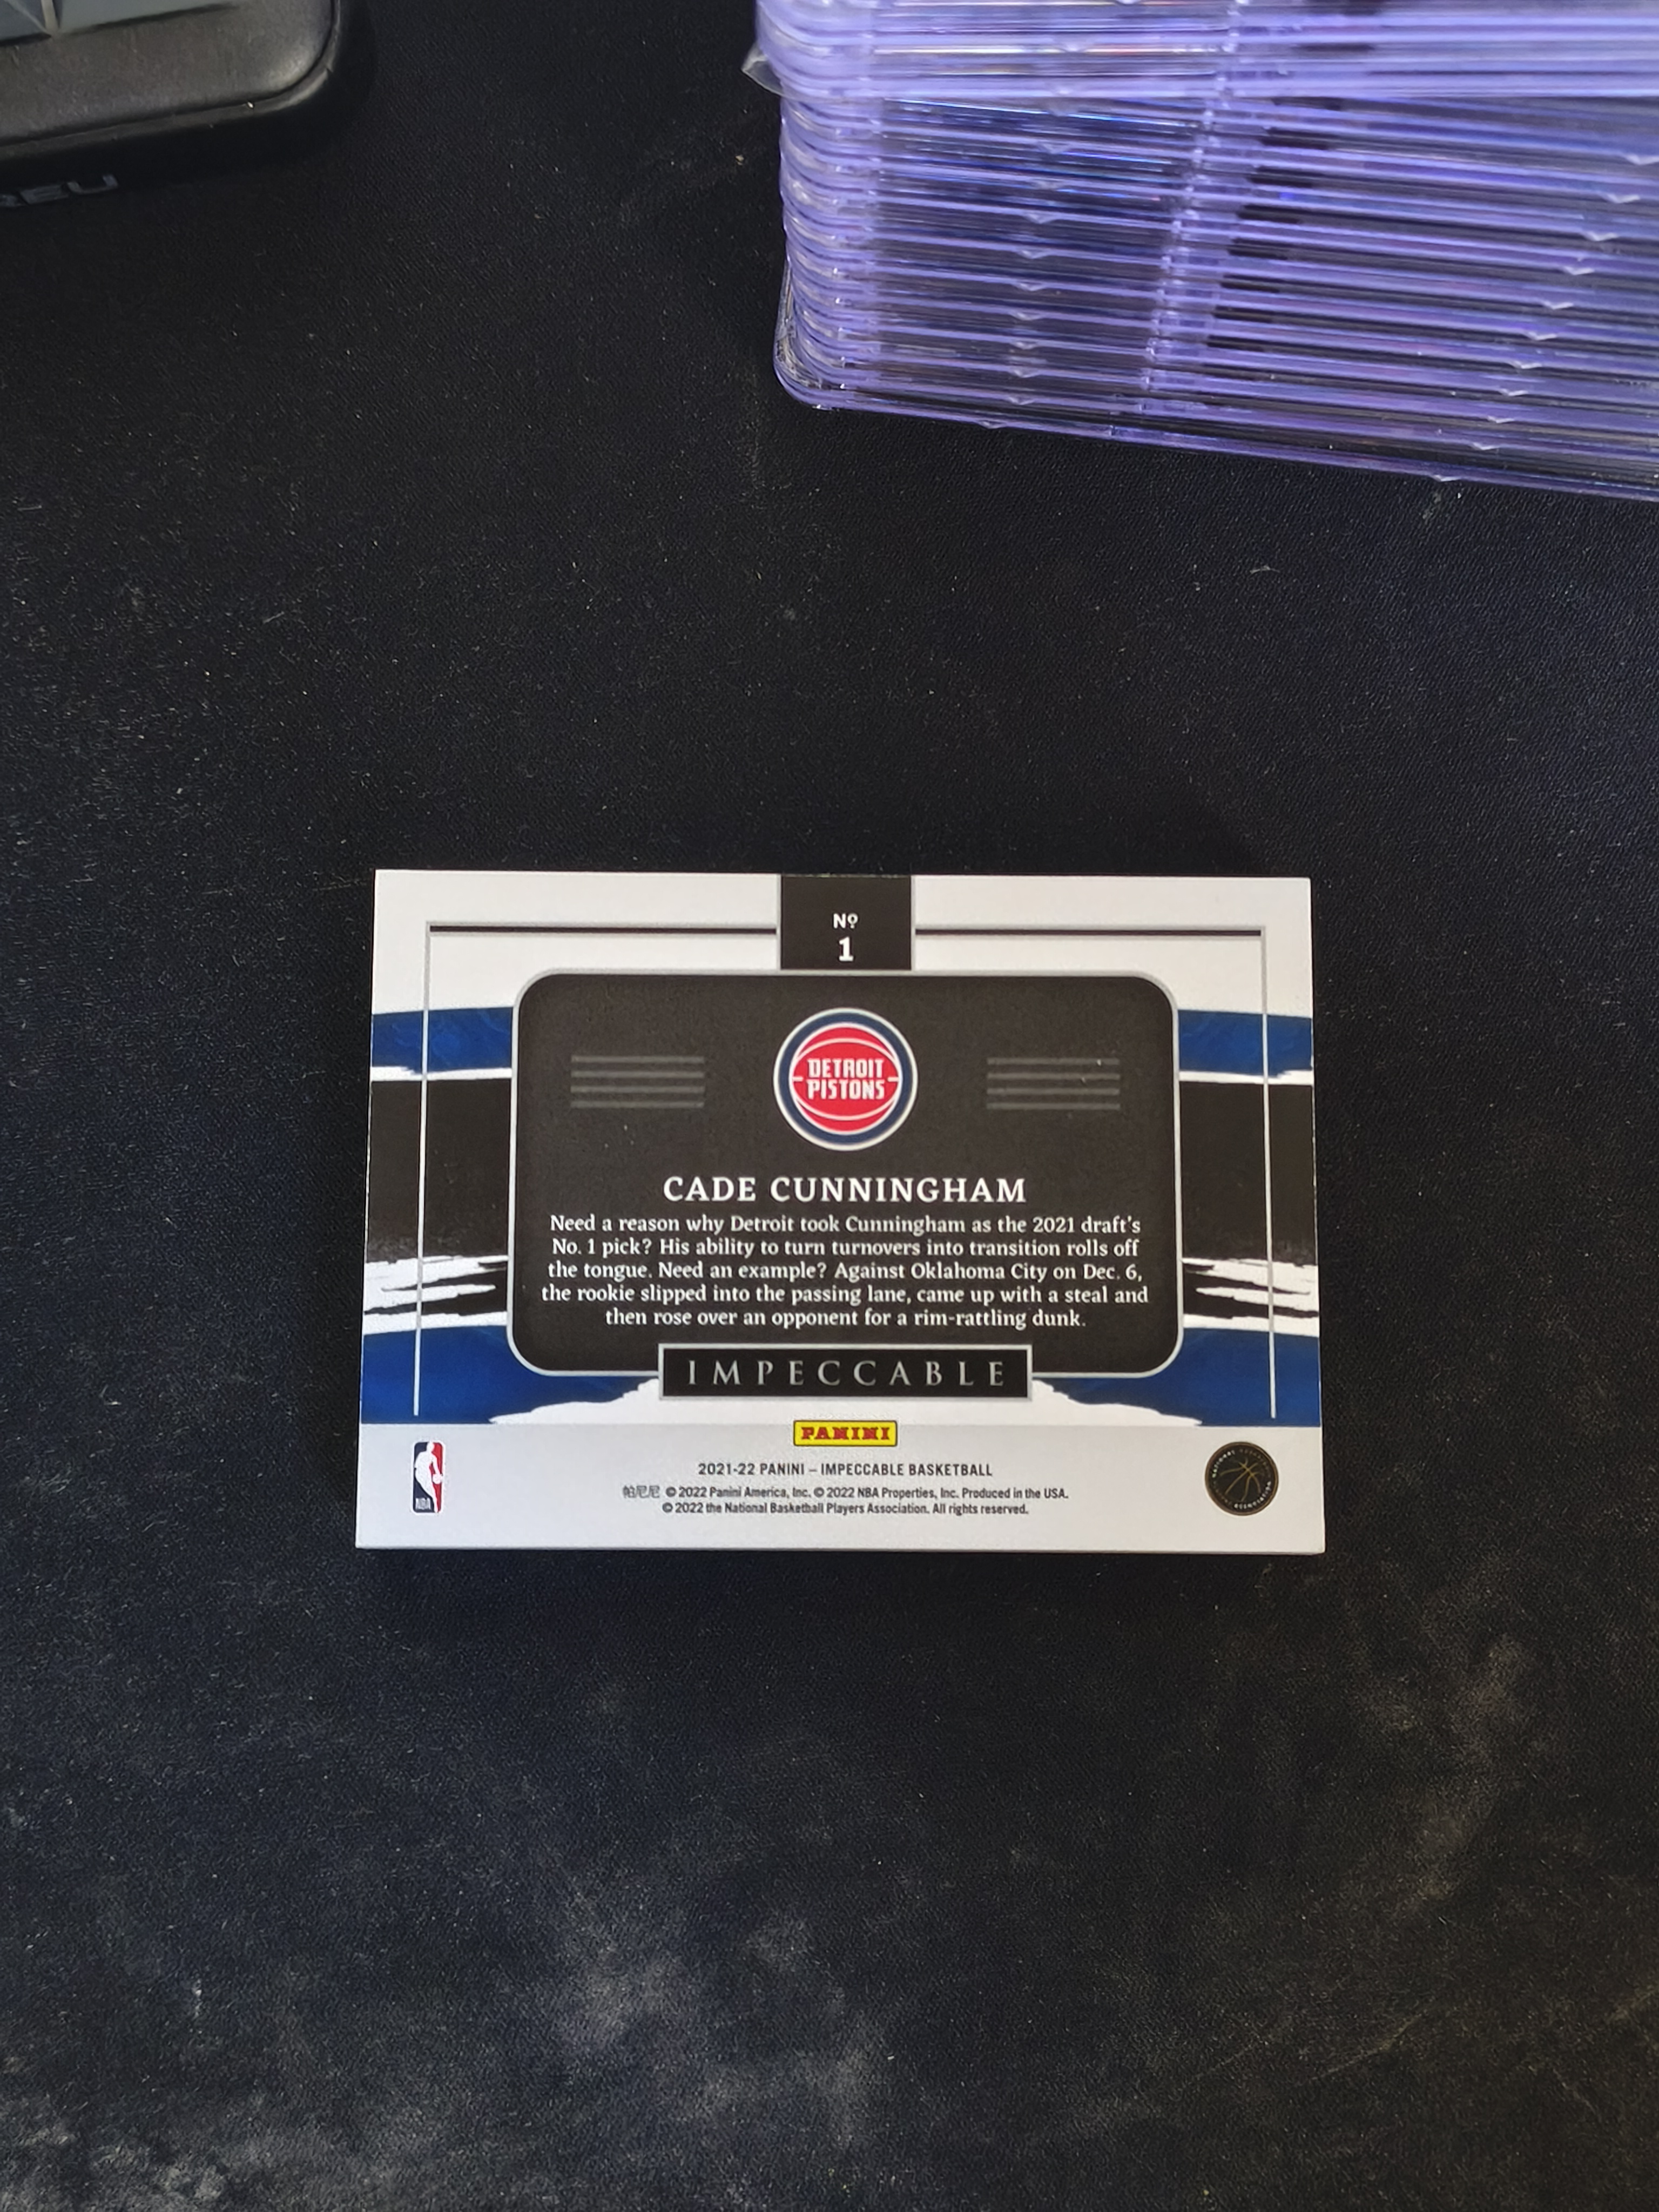 Nº
1
DETROIT
PISTONS
CADE CUNNINGHAM
Need a reason why Detroit took Cunningham as the 2021 draft's
No. 1 pick? His ability to turn turnovers into transition rolls off
the tongue. Need an example? Against Oklahoma City on Dec. 6,
the rookie slipped into the passing lane, came up with a steal and
then rose over an opponent for a rim-rattling dunk.
IMPECCABLE
PANINI
NBA
2021-22 PANINI – IMPECCABLE BASKETBALL
帕尼尼 © 2022 Panini America, Inc. © 2022 NBA Properties, Inc. Produced in the USA.
© 2022 the National Basketball Players Association. All rights reserved.